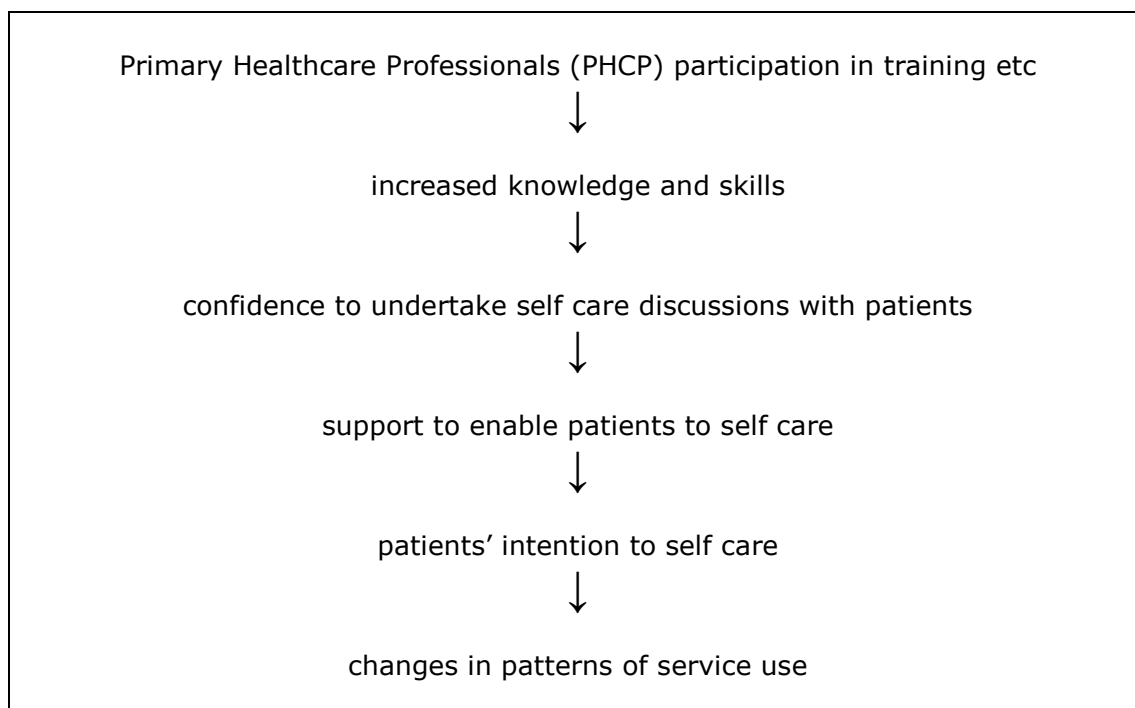 Primary Healthcare Professionals (PHCP) participation in training etc
↓
increased knowledge and skills
↓
confidence to undertake self care discussions with patients
↓
support to enable patients to self care
↓
patients’ intention to self care
↓
changes in patterns of service use